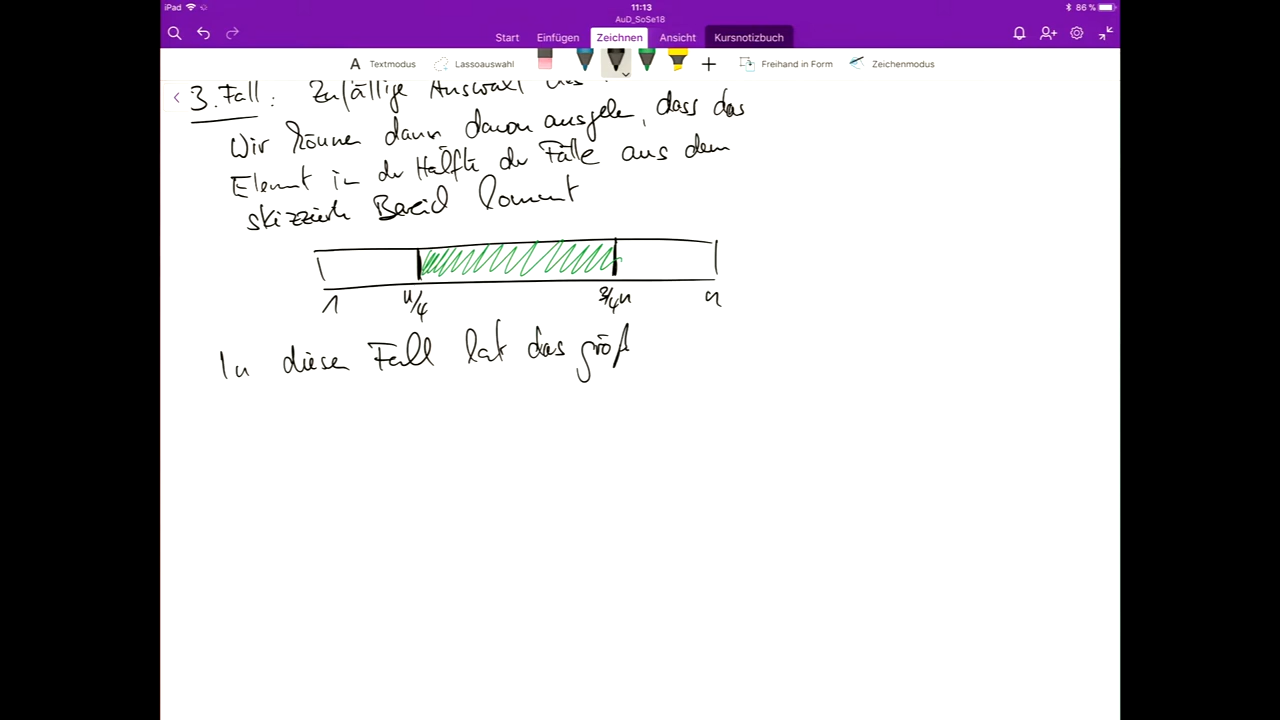 iPad
11:13
86 %
AuD_SoSe18
Start Einfügen Zeichnen Ansicht Kursnotizbuch
A Textmodus Lassoauswahl Freihand in Form Zeichenmodus
3. Fall: Zufällige Auswahl des
Wir können dann davon ausgehen, dass das
Element in der Hälfte der Fälle aus dem
skizzierten Bereich kommt
1 n/4 3/4n n
In diesem Fall hat das größ